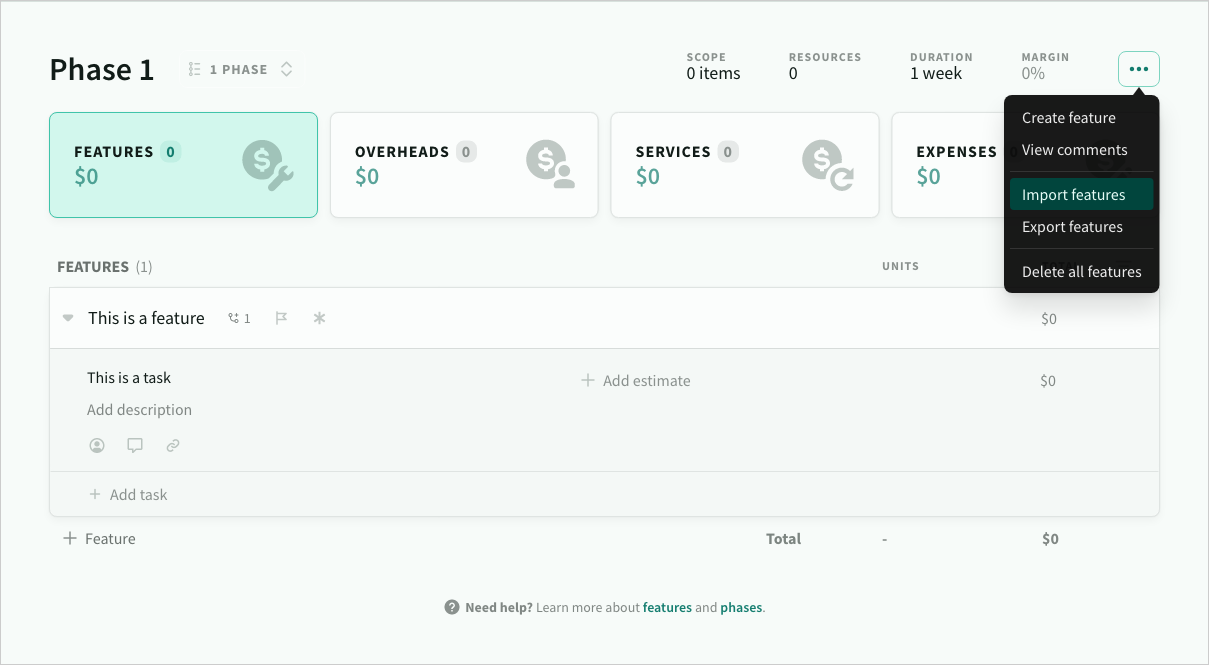 Phase 1
1 PHASE
SCOPE
0 items
RESOURCES
0
DURATION
1 week
MARGIN
0%
Create feature
View comments
Import features
Export features
Delete all features
FEATURES 0
$0
OVERHEADS 0
$0
SERVICES 0
$0
EXPENSES 0
$0
FEATURES (1)
UNITS
TOTAL
This is a feature
1
$0
This is a task
Add estimate
$0
Add description
Add task
Feature
Total
-
$0
Need help? Learn more about features and phases.